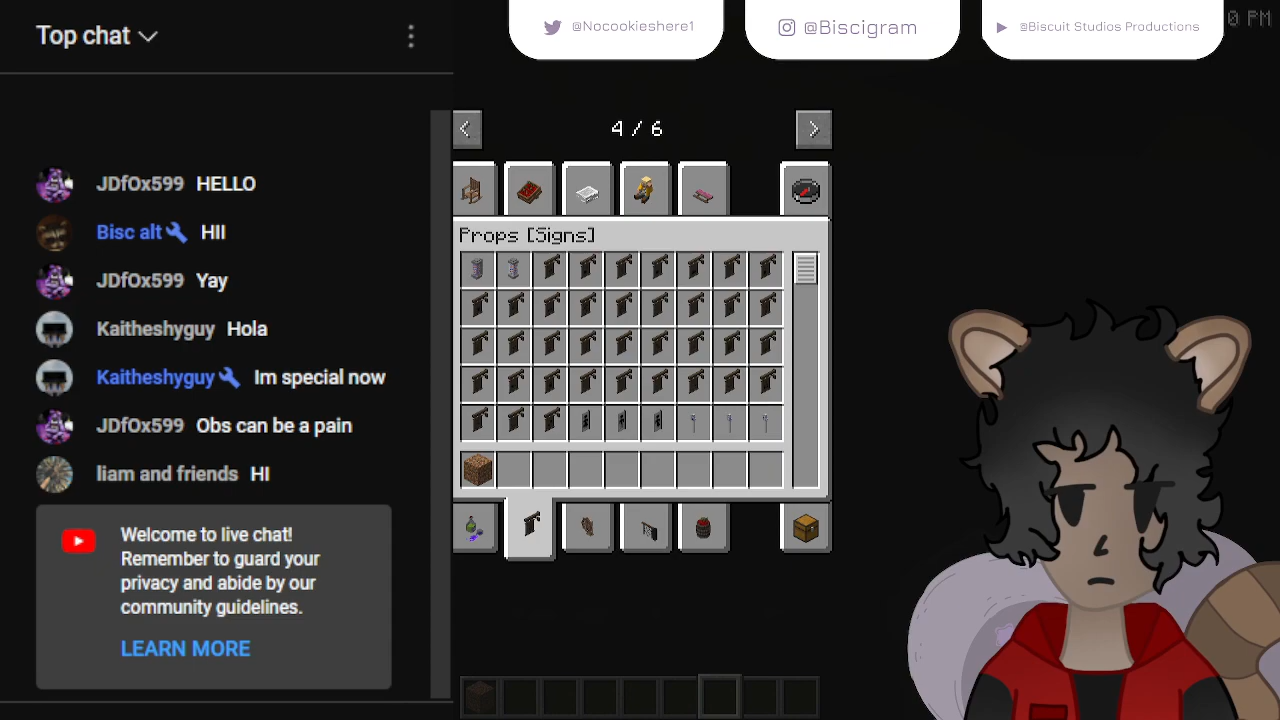 Top chat
@Nocookieshere1
@Biscigram
@Biscuit Studios Productions
0 PM
4 / 6
Props [Signs]
JDfOx599 HELLO
Bisc alt HII
JDfOx599 Yay
Kaitheshyguy Hola
Kaitheshyguy Im special now
JDfOx599 Obs can be a pain
liam and friends HI
Welcome to live chat!
Remember to guard your
privacy and abide by our
community guidelines.
LEARN MORE